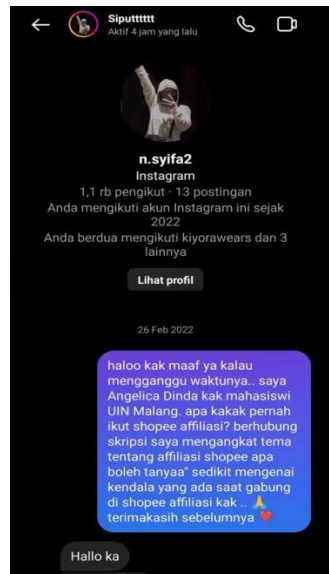 Siputttttt
Aktif 4 jam yang lalu
n.syifa2
Instagram
1,1 rb pengikut · 13 postingan
Anda mengikuti akun Instagram ini sejak
2022
Anda berdua mengikuti kiyorawears dan 3
lainnya
Lihat profil
26 Feb 2022
haloo kak maaf ya kalau
mengganggu waktunya.. saya
Angelica Dinda kak mahasiswi
UIN Malang. apa kakak pernah
ikut shopee affiliasi? berhubung
skripsi saya mengangkat tema
tentang affiliasi shopee apa
boleh tanyaa" sedikit mengenai
kendala yang ada saat gabung
di shopee affiliasi kak .. 🙏
terimakasih sebelumnya ❤️
Hallo ka